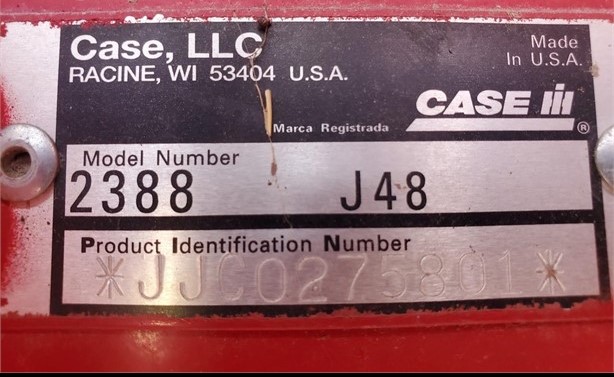 Case, LLC
RACINE, WI 53404 U.S.A.
Made
In U.S.A.
CASE IH
®
Marca Registrada
Model Number
2388 J48
Product Identification Number
*JJC0275801*